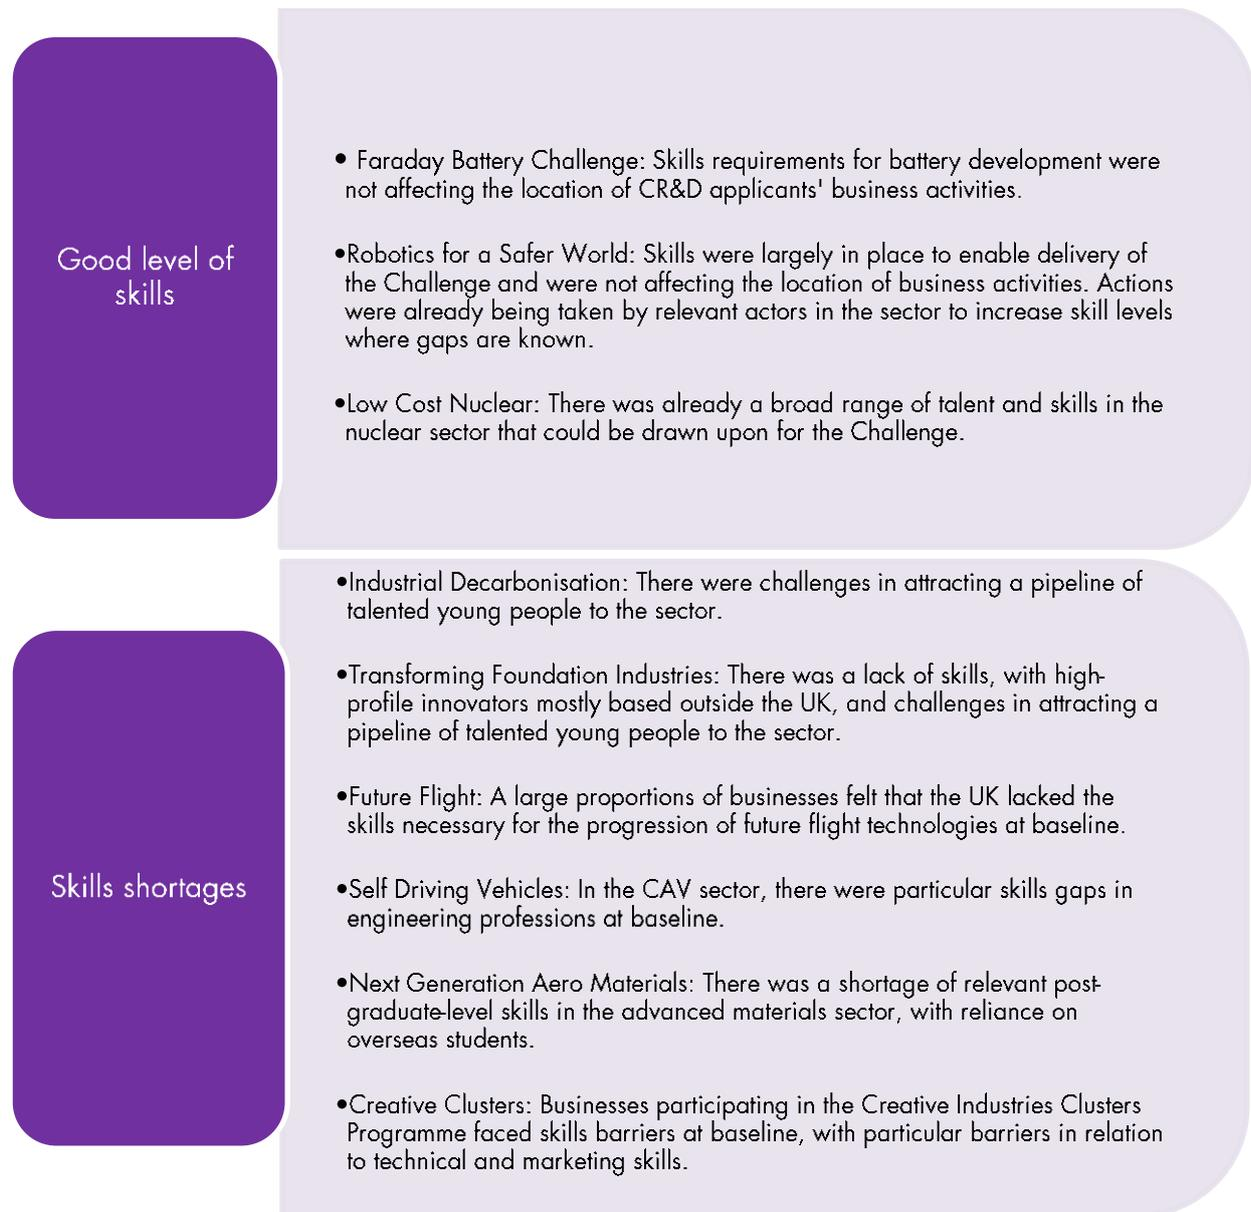 Good level of
skills
• Faraday Battery Challenge: Skills requirements for battery development were
not affecting the location of CR&D applicants' business activities.
•Robotics for a Safer World: Skills were largely in place to enable delivery of
the Challenge and were not affecting the location of business activities. Actions
were already being taken by relevant actors in the sector to increase skill levels
where gaps are known.
•Low Cost Nuclear: There was already a broad range of talent and skills in the
nuclear sector that could be drawn upon for the Challenge.
Skills shortages
•Industrial Decarbonisation: There were challenges in attracting a pipeline of
talented young people to the sector.
•Transforming Foundation Industries: There was a lack of skills, with high-
profile innovators mostly based outside the UK, and challenges in attracting a
pipeline of talented young people to the sector.
•Future Flight: A large proportions of businesses felt that the UK lacked the
skills necessary for the progression of future flight technologies at baseline.
•Self Driving Vehicles: In the CAV sector, there were particular skills gaps in
engineering professions at baseline.
•Next Generation Aero Materials: There was a shortage of relevant post-
graduate-level skills in the advanced materials sector, with reliance on
overseas students.
•Creative Clusters: Businesses participating in the Creative Industries Clusters
Programme faced skills barriers at baseline, with particular barriers in relation
to technical and marketing skills.